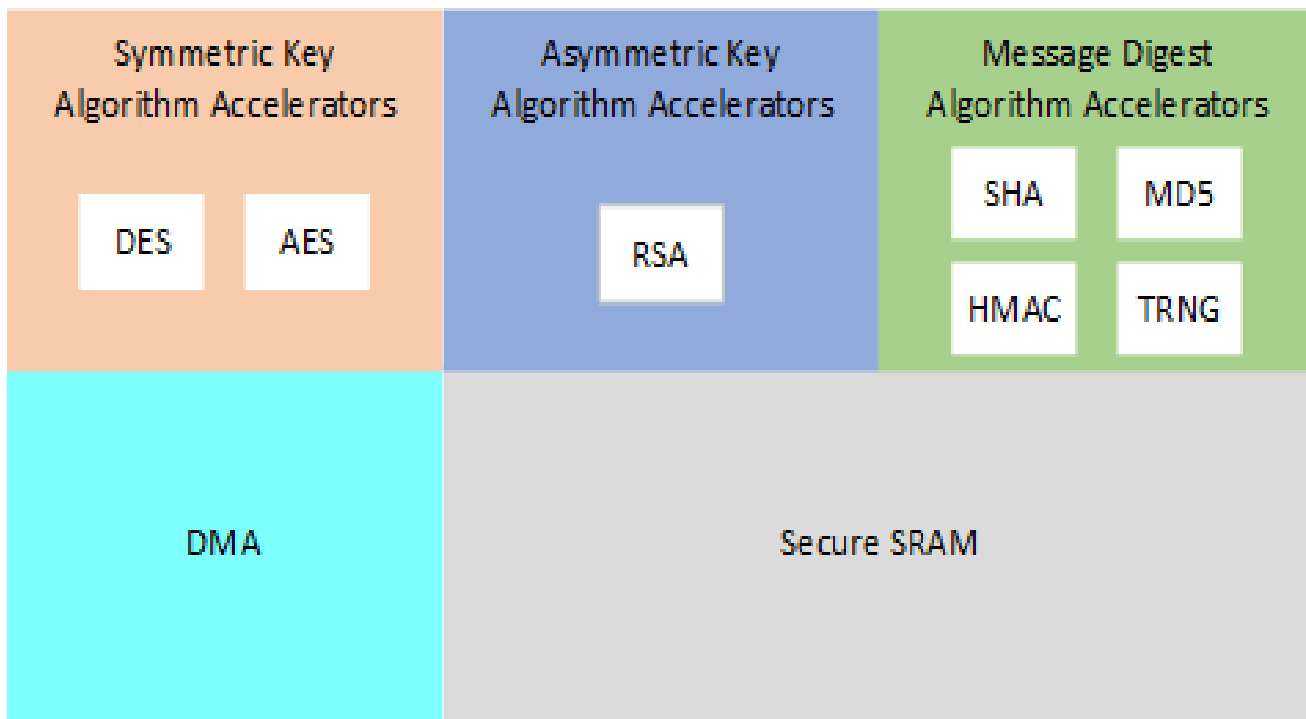 Symmetric Key
Algorithm Accelerators
DES
AES
Asymmetric Key
Algorithm Accelerators
RSA
Message Digest
Algorithm Accelerators
SHA
MD5
HMAC
TRNG
DMA
Secure SRAM